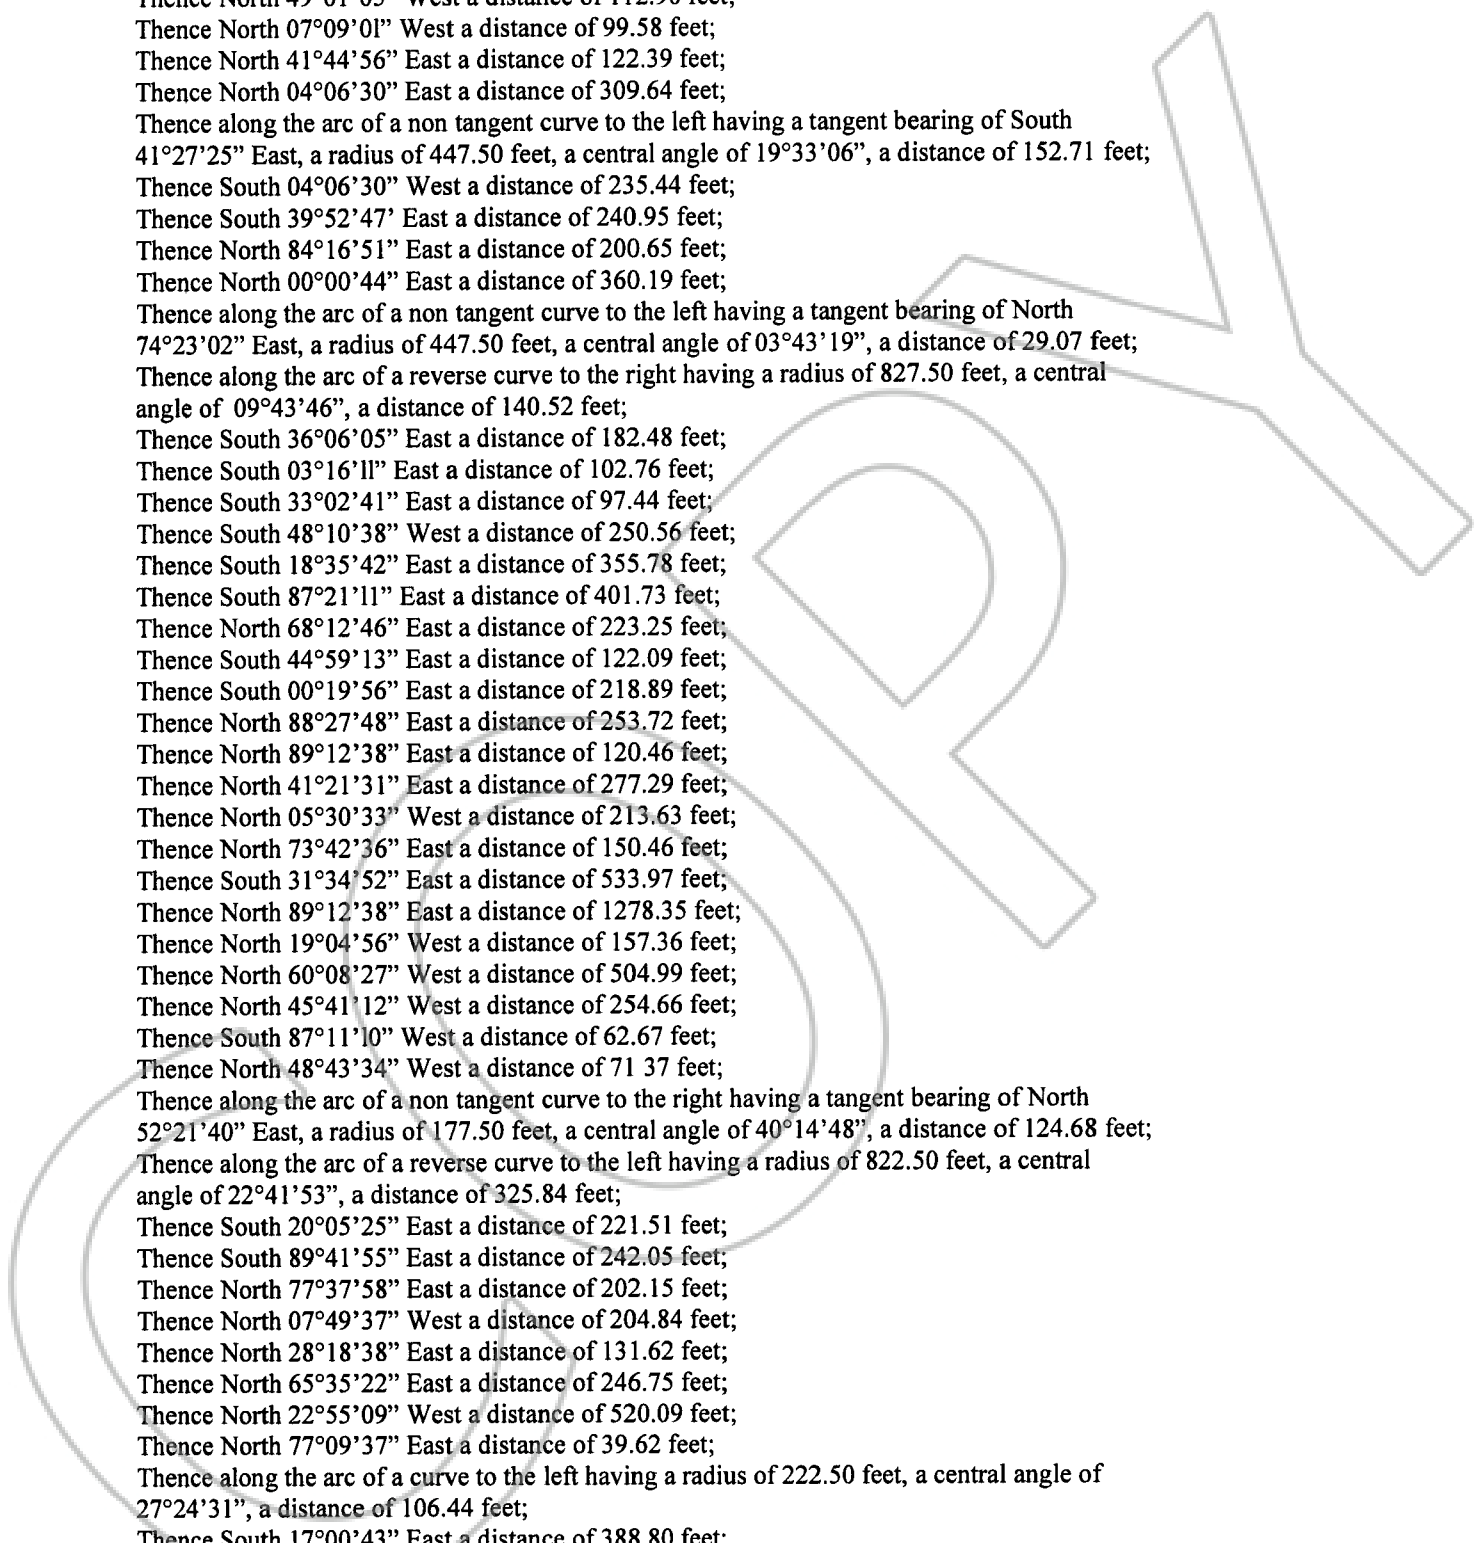 Thence North 49°01'03” West a distance of 112.90 feet;
Thence North 07°09’0l” West a distance of 99.58 feet;
Thence North 41°44’56” East a distance of 122.39 feet;
Thence North 04°06’30” East a distance of 309.64 feet;
Thence along the arc of a non tangent curve to the left having a tangent bearing of South
41°27’25” East, a radius of 447.50 feet, a central angle of 19°33’06”, a distance of 152.71 feet;
Thence South 04°06’30” West a distance of 235.44 feet;
Thence South 39°52’47’ East a distance of 240.95 feet;
Thence North 84°16’51” East a distance of 200.65 feet;
Thence North 00°00’44” East a distance of 360.19 feet;
Thence along the arc of a non tangent curve to the left having a tangent bearing of North
74°23’02” East, a radius of 447.50 feet, a central angle of 03°43’19”, a distance of 29.07 feet;
Thence along the arc of a reverse curve to the right having a radius of 827.50 feet, a central
angle of 09°43’46”, a distance of 140.52 feet;
Thence South 36°06’05” East a distance of 182.48 feet;
Thence South 03°16’ll” East a distance of 102.76 feet;
Thence South 33°02’41” East a distance of 97.44 feet;
Thence South 48°10’38” West a distance of 250.56 feet;
Thence South 18°35’42” East a distance of 355.78 feet;
Thence South 87°21’ll” East a distance of 401.73 feet;
Thence North 68°12’46” East a distance of 223.25 feet;
Thence South 44°59’13” East a distance of 122.09 feet;
Thence South 00°19’56” East a distance of 218.89 feet;
Thence North 88°27’48” East a distance of 253.72 feet;
Thence North 89°12’38” East a distance of 120.46 feet;
Thence North 41°21’31” East a distance of 277.29 feet;
Thence North 05°30’33” West a distance of 213.63 feet;
Thence North 73°42’36” East a distance of 150.46 feet;
Thence South 31°34’52” East a distance of 533.97 feet;
Thence North 89°12’38” East a distance of 1278.35 feet;
Thence North 19°04’56” West a distance of 157.36 feet;
Thence North 60°08’27” West a distance of 504.99 feet;
Thence North 45°41’12” West a distance of 254.66 feet;
Thence South 87°11’l0” West a distance of 62.67 feet;
Thence North 48°43’34” West a distance of 71 37 feet;
Thence along the arc of a non tangent curve to the right having a tangent bearing of North
52°21’40” East, a radius of 177.50 feet, a central angle of 40°14’48”, a distance of 124.68 feet;
Thence along the arc of a reverse curve to the left having a radius of 822.50 feet, a central
angle of 22°41’53”, a distance of 325.84 feet;
Thence South 20°05’25” East a distance of 221.51 feet;
Thence South 89°41’55” East a distance of 242.05 feet;
Thence North 77°37’58” East a distance of 202.15 feet;
Thence North 07°49’37” West a distance of 204.84 feet;
Thence North 28°18’38” East a distance of 131.62 feet;
Thence North 65°35’22” East a distance of 246.75 feet;
Thence North 22°55’09” West a distance of 520.09 feet;
Thence North 77°09’37” East a distance of 39.62 feet;
Thence along the arc of a curve to the left having a radius of 222.50 feet, a central angle of
27°24’31”, a distance of 106.44 feet;
Thence South 17°00’43” East a distance of 388.80 feet;
COPY